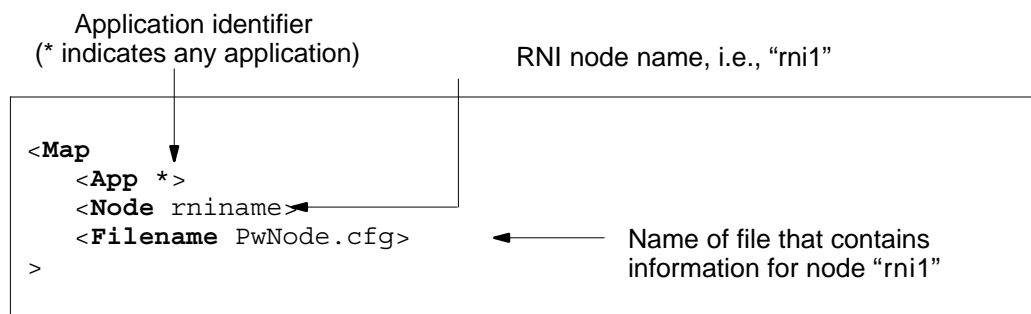 Application identifier
(* indicates any application)
RNI node name, i.e., “rni1”
<Map
<App *>
<Node rniname>
<Filename PwNode.cfg>
>
Name of file that contains
information for node “rni1”